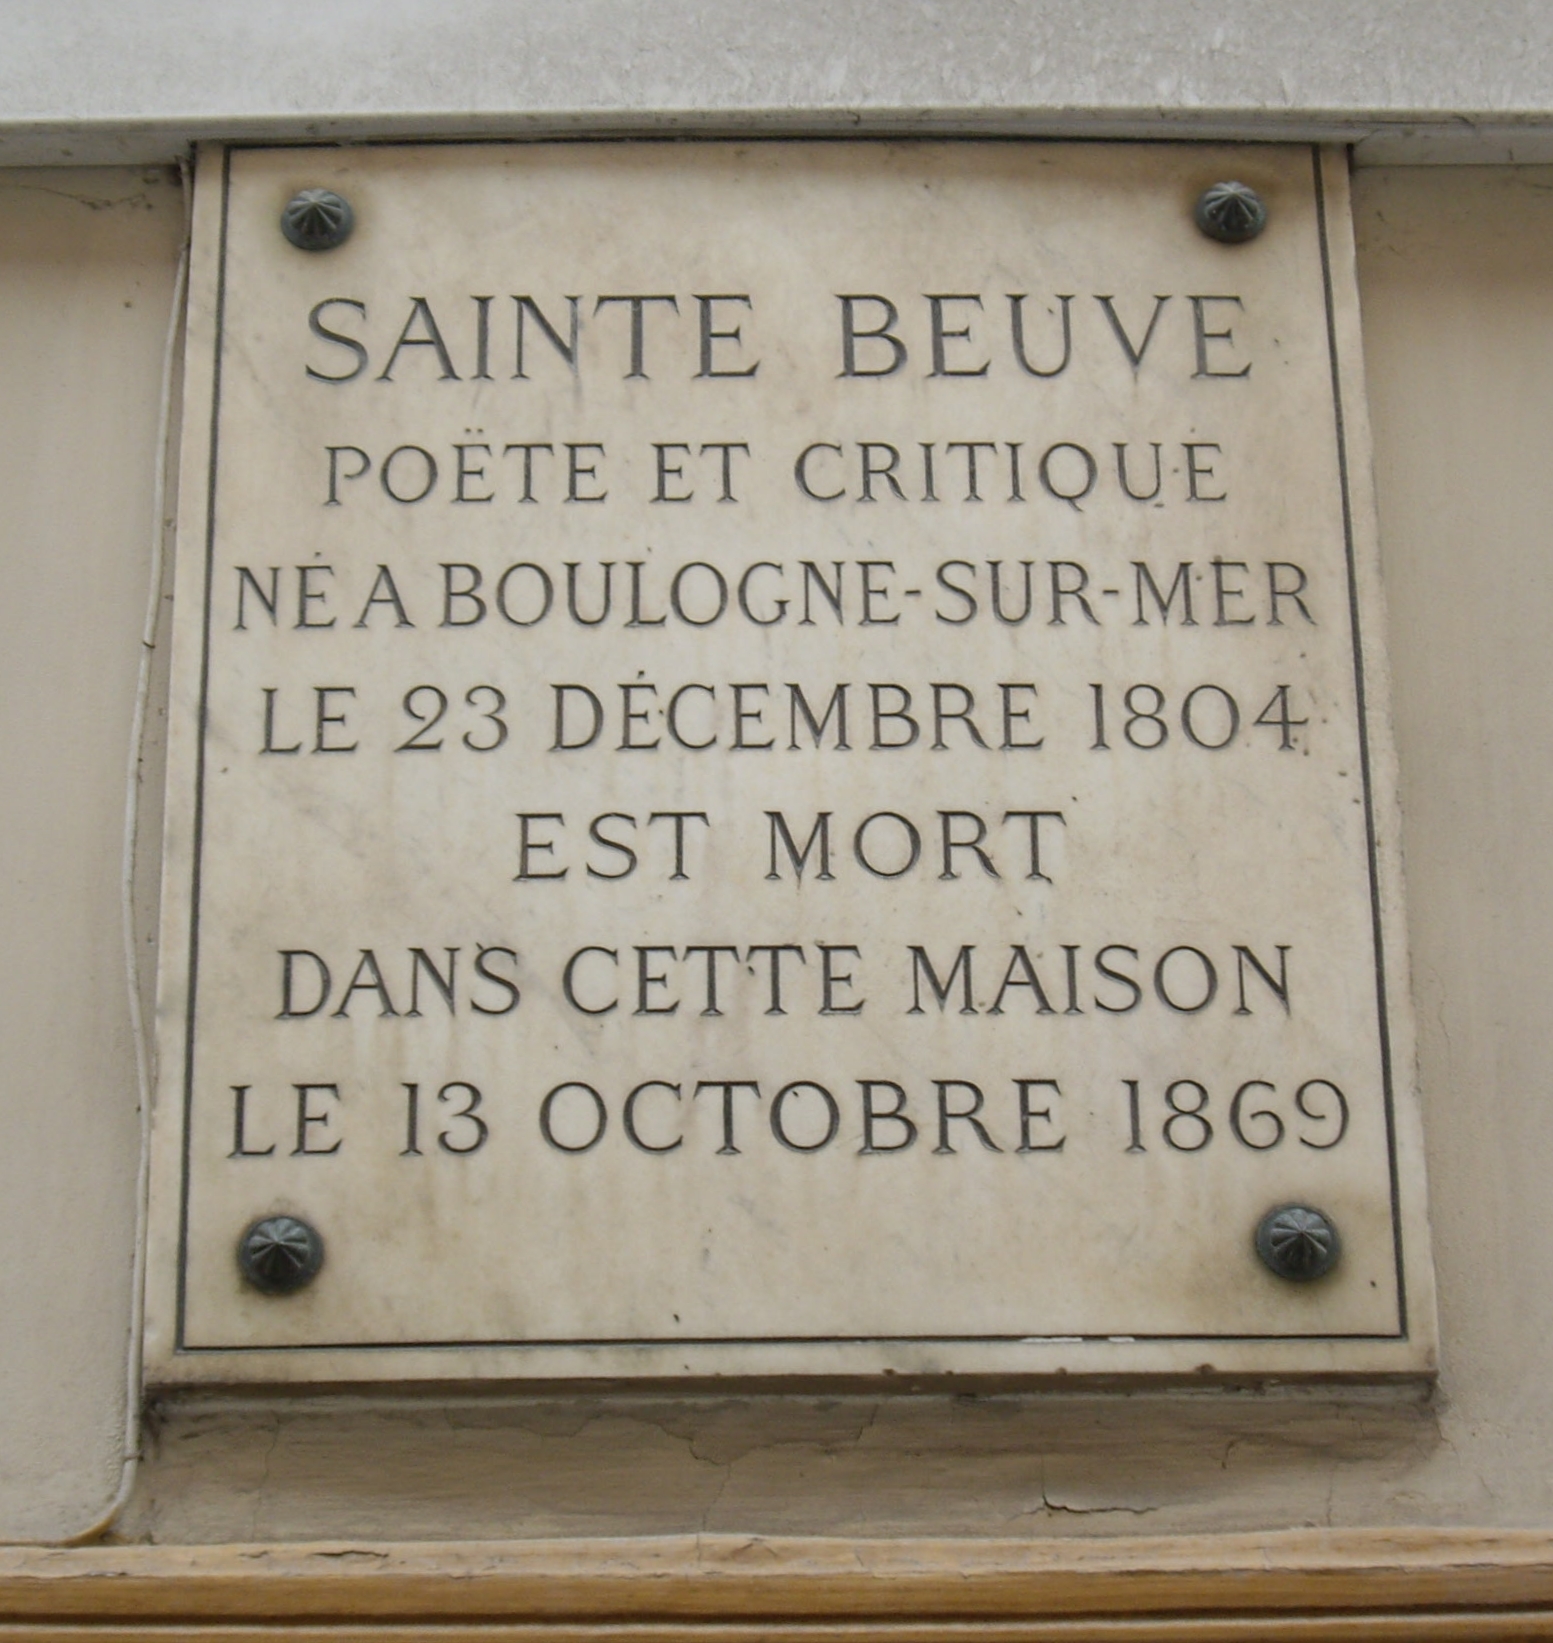 SAINTE BEUVE
POËTE ET CRITIQUE
NÉ A BOULOGNE-SUR-MER
LE 23 DÉCEMBRE 1804
EST MORT
DANS CETTE MAISON
LE 13 OCTOBRE 1869